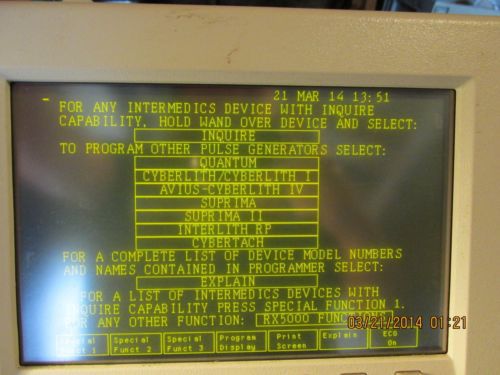 21 MAR 14 13:51
FOR ANY INTERMEDICS DEVICE WITH INQUIRE
CAPABILITY, HOLD WAND OVER DEVICE AND SELECT:
INQUIRE
TO PROGRAM OTHER PULSE GENERATORS SELECT:
QUANTUM
CYBERLITH/CYBERLITH I
AVIUS-CYBERLITH IV
SUPRIMA
SUPRIMA II
INTERLITH RP
CYBERTACH
FOR A COMPLETE LIST OF DEVICE MODEL NUMBERS
AND NAMES CONTAINED IN PROGRAMMER SELECT:
EXPLAIN
FOR A LIST OF INTERMEDICS DEVICES WITH
INQUIRE CAPABILITY PRESS SPECIAL FUNCTION 1.
FOR ANY OTHER FUNCTION: RX5000
03/21/2014 01:21
Special Funct 1
Special Funct 2
Special Funct 3
Program Display
Print Screen
Explain
ECG On